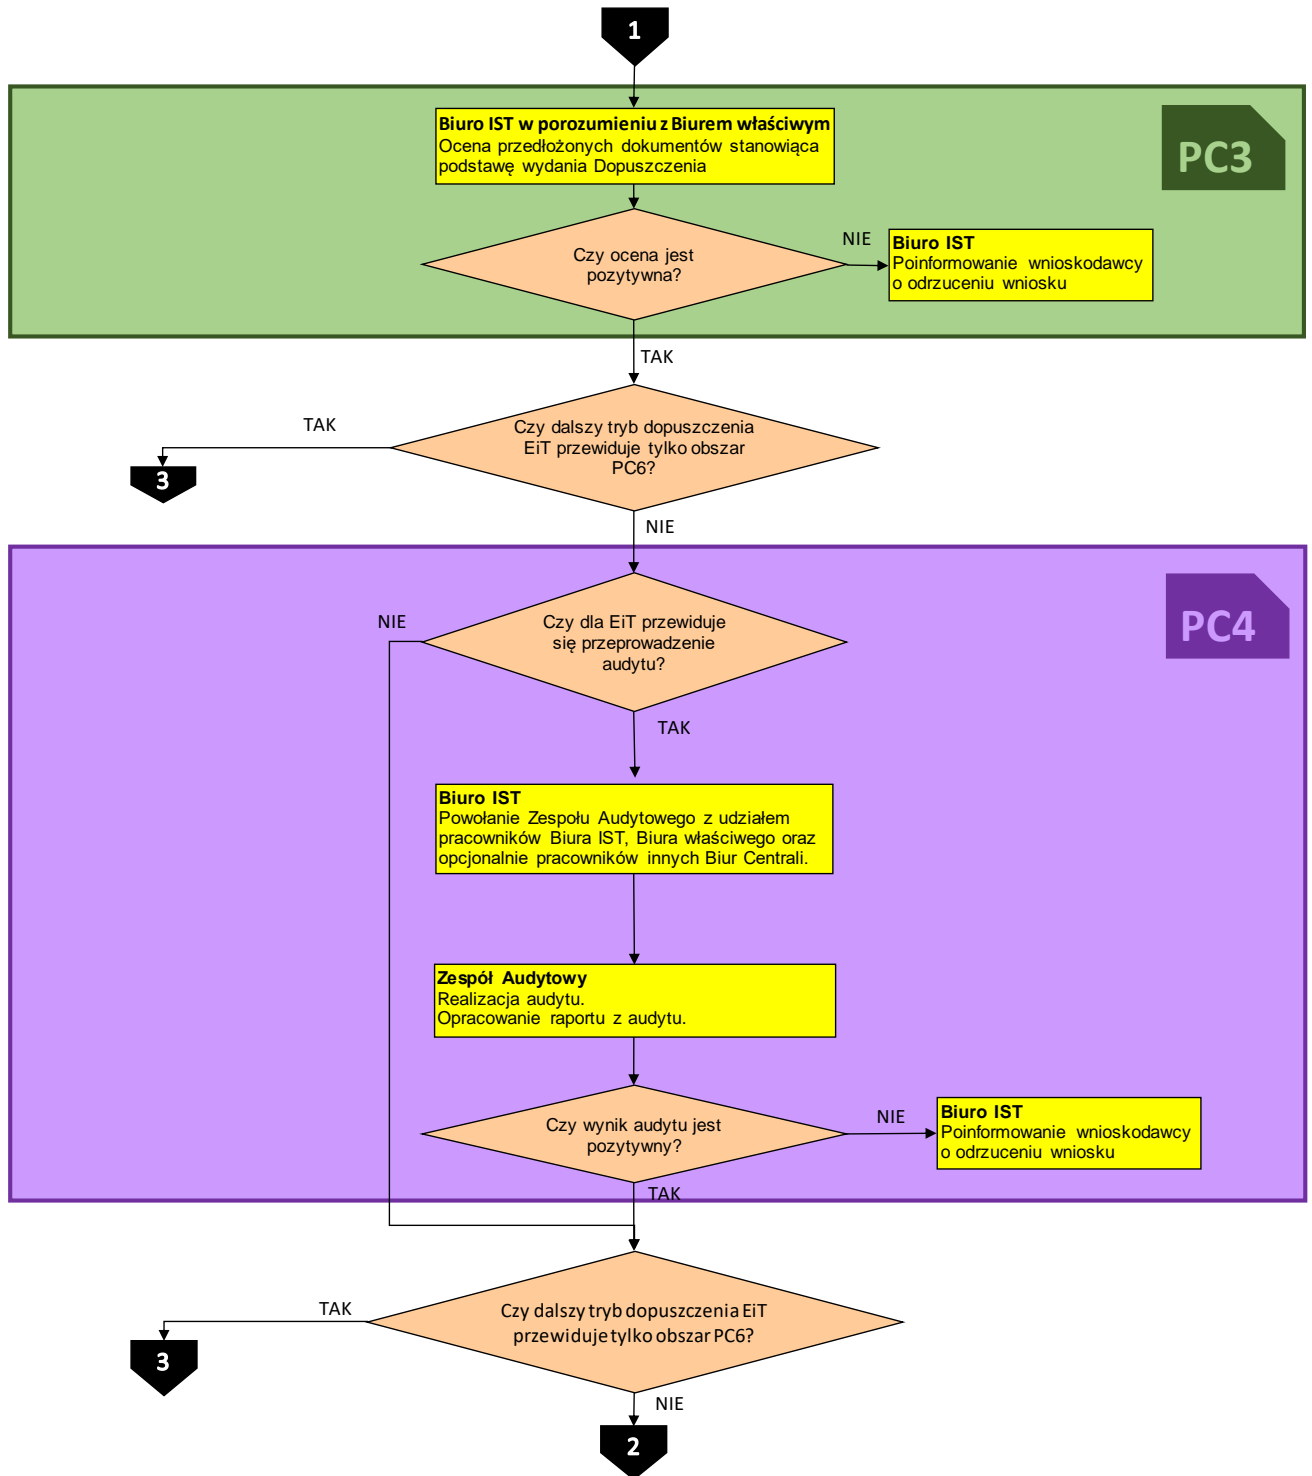 1
Biuro IST w porozumieniu z Biurem właściwym
Ocena przedłożonych dokumentów stanowiąca
podstawę wydania Dopuszczenia
PC3
Czy ocena jest
pozytywna?
NIE
Biuro IST
Poinformowanie wnioskodawcy
o odrzuceniu wniosku
TAK
Czy dalszy tryb dopuszczenia
EiT przewiduje tylko obszar
PC6?
TAK
3
NIE
PC4
Czy dla EiT przewiduje
się przeprowadzenie
audytu?
NIE
TAK
Biuro IST
Powołanie Zespołu Audytowego z udziałem
pracowników Biura IST, Biura właściwego oraz
opcjonalnie pracowników innych Biur Centrali.
Zespół Audytowy
Realizacja audytu.
Opracowanie raportu z audytu.
Czy wynik audytu jest
pozytywny?
NIE
Biuro IST
Poinformowanie wnioskodawcy
o odrzuceniu wniosku
TAK
Czy dalszy tryb dopuszczenia EiT
przewiduje tylko obszar PC6?
TAK
3
NIE
2